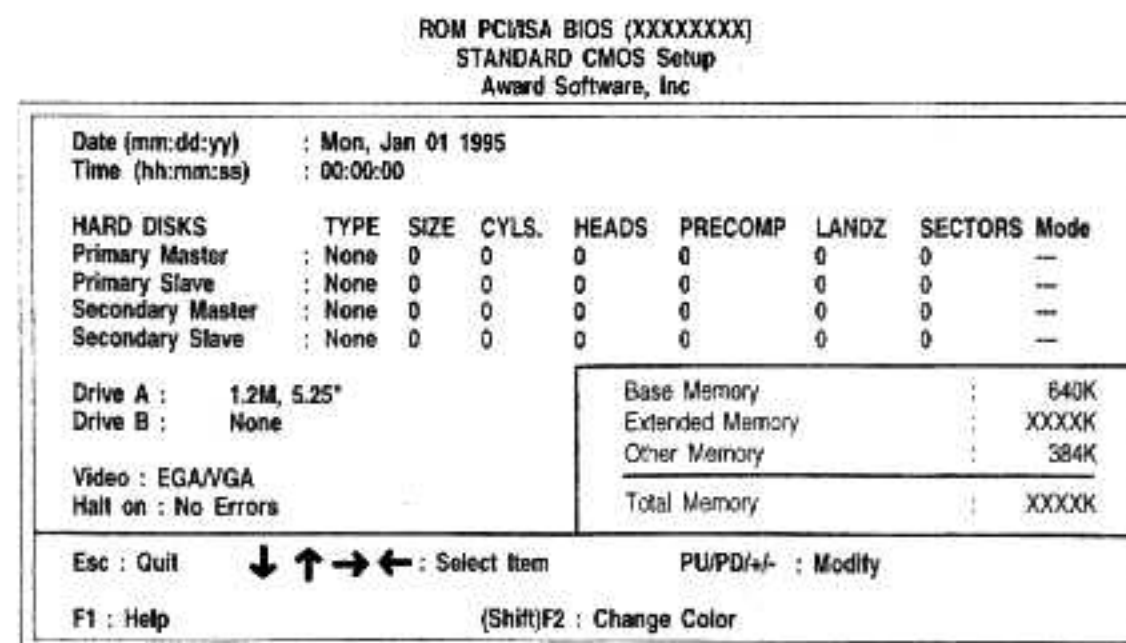 ROM PCI/ISA BIOS (XXXXXXXX)
STANDARD CMOS Setup
Award Software, Inc
Date (mm:dd:yy) : Mon, Jan 01 1995
Time (hh:mm:ss) : 00:00:00
HARD DISKS TYPE SIZE CYLS. HEADS PRECOMP LANDZ SECTORS Mode
Primary Master : None 0 0 0 0 0 0 ---
Primary Slave : None 0 0 0 0 0 0 ---
Secondary Master : None 0 0 0 0 0 0 ---
Secondary Slave : None 0 0 0 0 0 0 ---
Drive A : 1.2M, 5.25"
Drive B : None
Video : EGA/VGA
Halt on : No Errors
Base Memory : 640K
Extended Memory : XXXXK
Other Memory : 384K
Total Memory : XXXXK
Esc : Quit ↓ ↑ → ← : Select Item PU/PD/+/- : Modify
F1 : Help (Shift)F2 : Change Color